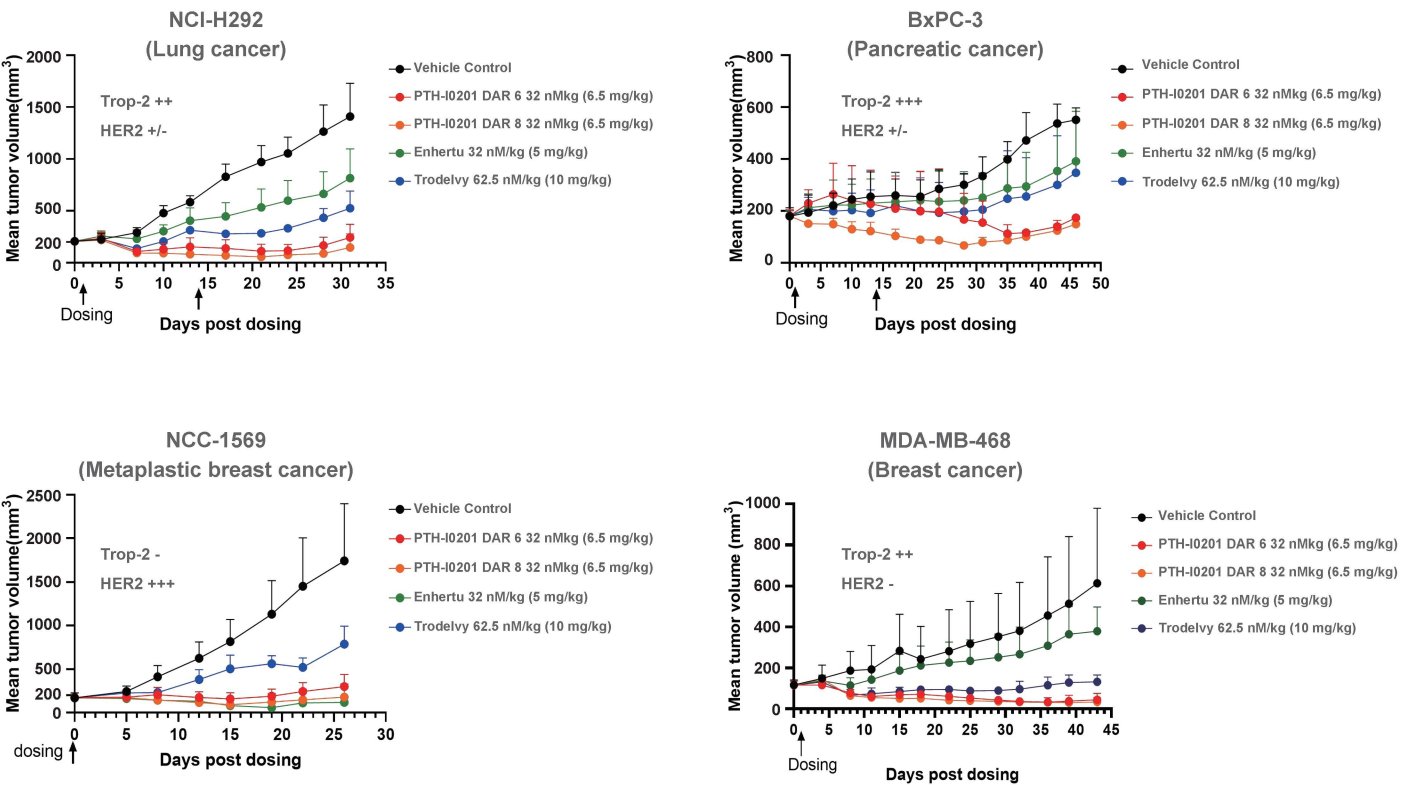 NCI-H292
(Lung cancer)
Mean tumor volume(mm3)
2000
1500
1000
500
200
0
Trop-2 ++
HER2 +/-
0 5 10 15 20 25 30 35
Dosing
Days post dosing
Vehicle Control
PTH-I0201 DAR 6 32 nMkg (6.5 mg/kg)
PTH-I0201 DAR 8 32 nMkg (6.5 mg/kg)
Enhertu 32 nM/kg (5 mg/kg)
Trodelvy 62.5 nM/kg (10 mg/kg)
BxPC-3
(Pancreatic cancer)
Mean tumor volume(mm3)
800
600
400
200
0
Trop-2 +++
HER2 +/-
0 5 10 15 20 25 30 35 40 45 50
Dosing
Days post dosing
Vehicle Control
PTH-I0201 DAR 6 32 nMkg (6.5 mg/kg)
PTH-I0201 DAR 8 32 nMkg (6.5 mg/kg)
Enhertu 32 nM/kg (5 mg/kg)
Trodelvy 62.5 nM/kg (10 mg/kg)
NCC-1569
(Metaplastic breast cancer)
Mean tumor volume(mm3)
2500
2000
1500
1000
500
200
0
Trop-2 -
HER2 +++
0 5 10 15 20 25 30
dosing
Days post dosing
Vehicle Control
PTH-I0201 DAR 6 32 nMkg (6.5 mg/kg)
PTH-I0201 DAR 8 32 nMkg (6.5 mg/kg)
Enhertu 32 nM/kg (5 mg/kg)
Trodelvy 62.5 nM/kg (10 mg/kg)
MDA-MB-468
(Breast cancer)
Mean tumor volume (mm3)
1000
800
600
400
200
0
Trop-2 ++
HER2 -
0 5 10 15 20 25 30 35 40 45
Dosing
Days post dosing
Vehicle Control
PTH-I0201 DAR 6 32 nMkg (6.5 mg/kg)
PTH-I0201 DAR 8 32 nMkg (6.5 mg/kg)
Enhertu 32 nM/kg (5 mg/kg)
Trodelvy 62.5 nM/kg (10 mg/kg)